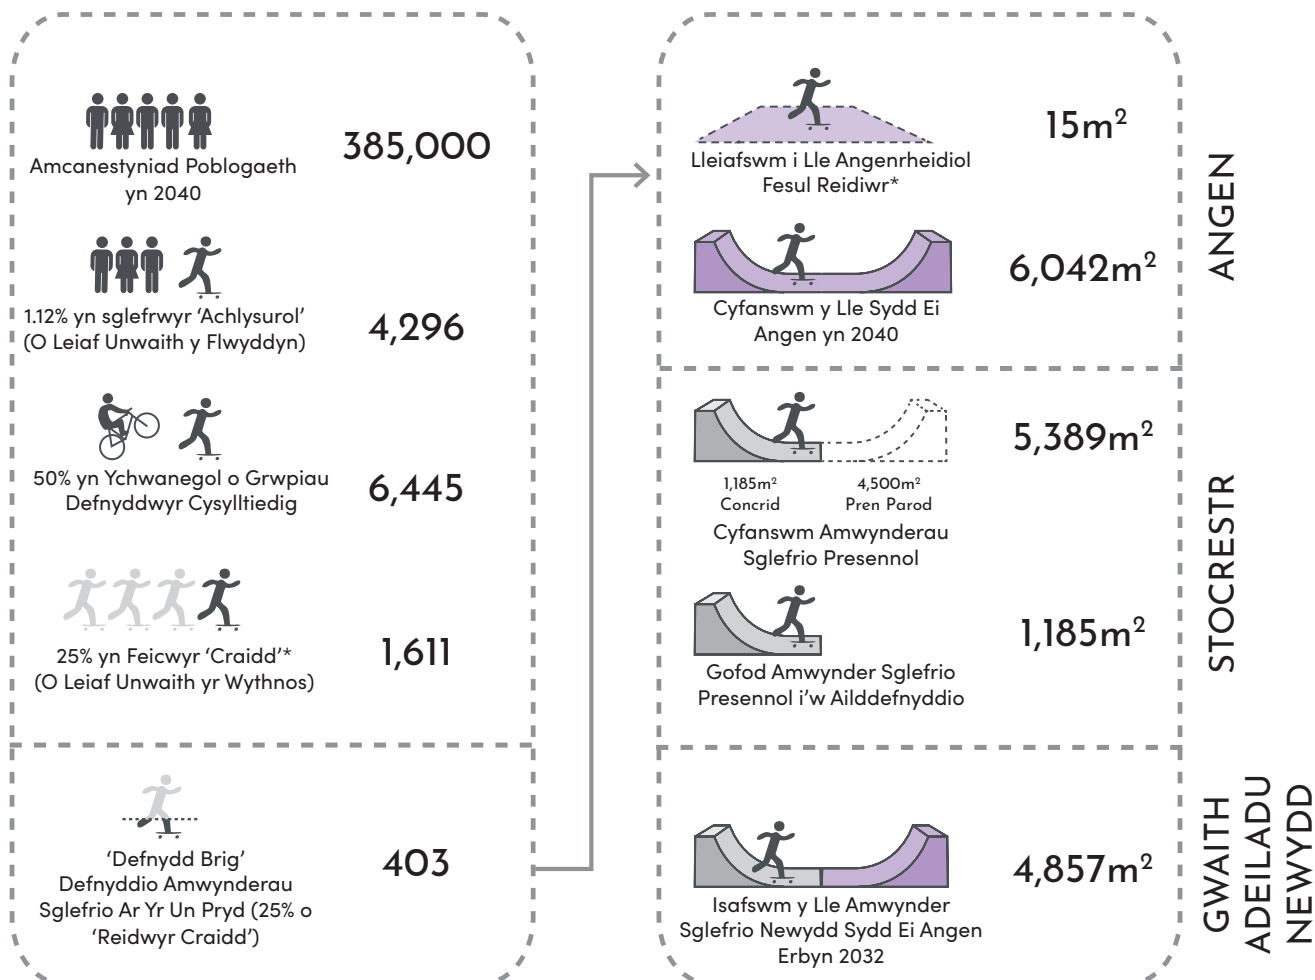 385,000
Amcanestyniad Poblogaeth
yn 2040
1.12% yn sglefrwyr ‘Achlysurol’
(O Leiaf Unwaith y Flwyddyn)
4,296
50% yn Ychwanegol o Grwpiau
Defnyddwyr Cysylltiedig
6,445
25% yn Feicwyr ‘Craidd’*
(O Leiaf Unwaith yr Wythnos)
1,611
‘Defnydd Brig’
Defnyddio Amwynderau
Sglefrio Ar Yr Un Pryd (25% o
‘Reidwyr Craidd’)
403
15m²
Lleiafswm i Lle Angenrheidiol
Fesul Reidiwr*
6,042m²
Cyfanswm y Lle Sydd Ei
Angen yn 2040
ANGEN
5,389m²
1,185m²
Concrid
4,500m²
Pren Parod
Cyfanswm Amwynderau
Sglefrio Presennol
1,185m²
Gofod Amwynder Sglefrio
Presennol i’w Ailddefnyddio
STOCRESTR
4,857m²
Isafswm y Lle Amwynder
Sglefrio Newydd Sydd Ei Angen
Erbyn 2032
GWAITH
ADEILADU
NEWYDD